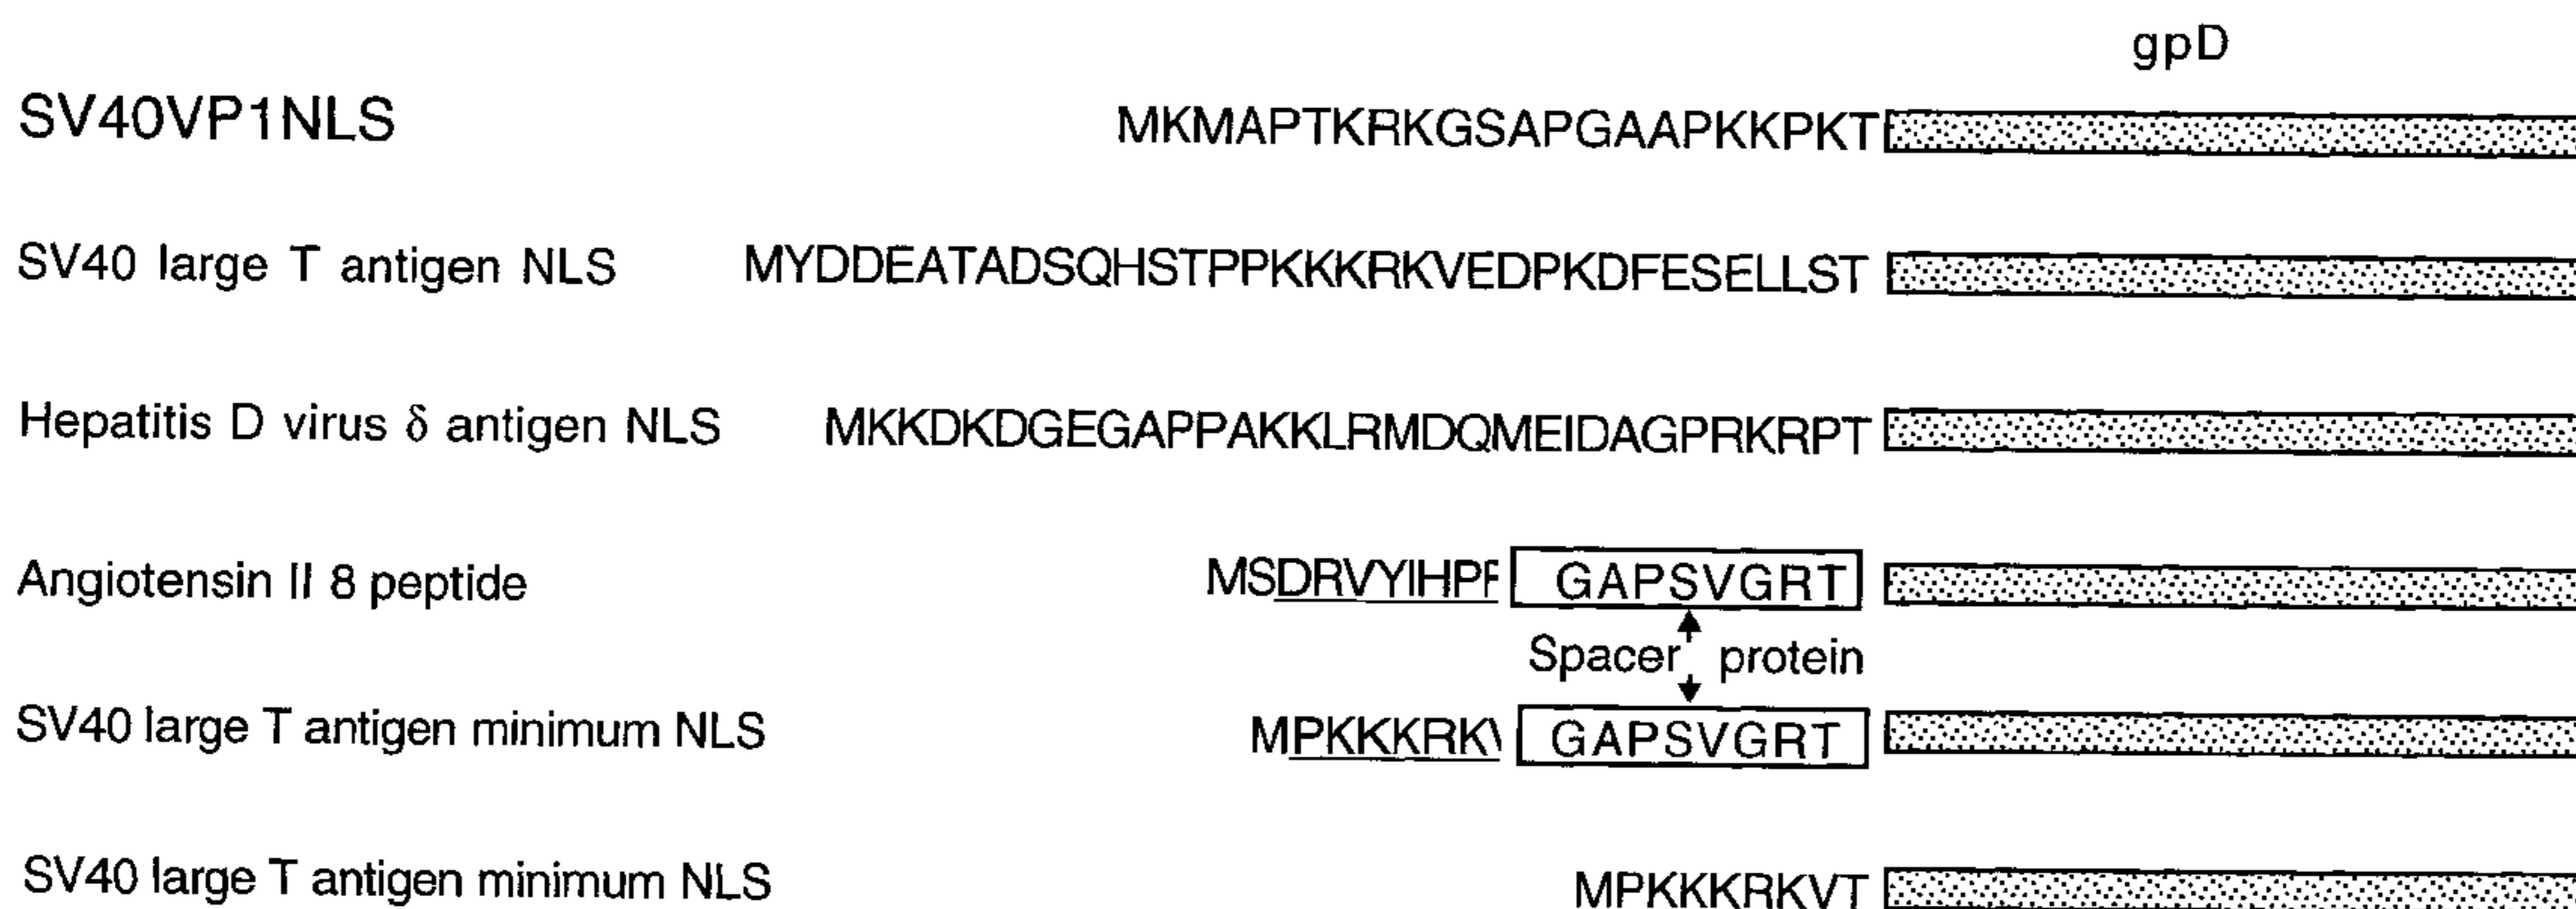 gpD
SV40VP1NLS MKMAPTKRKGSAPGAAPKKPKT
SV40 large T antigen NLS MYDDEATADSQHSTPPKKKRKVEDPKDFESELLST
Hepatitis D virus δ antigen NLS MKKDKDGEGAPPAKKLRMDQMEIDAGPRKRPT
Angiotensin II 8 peptide MSDRVYIHPF GAPSVGRT
Spacer protein
SV40 large T antigen minimum NLS MPKKKRKV GAPSVGRT
SV40 large T antigen minimum NLS MPKKKRKVT